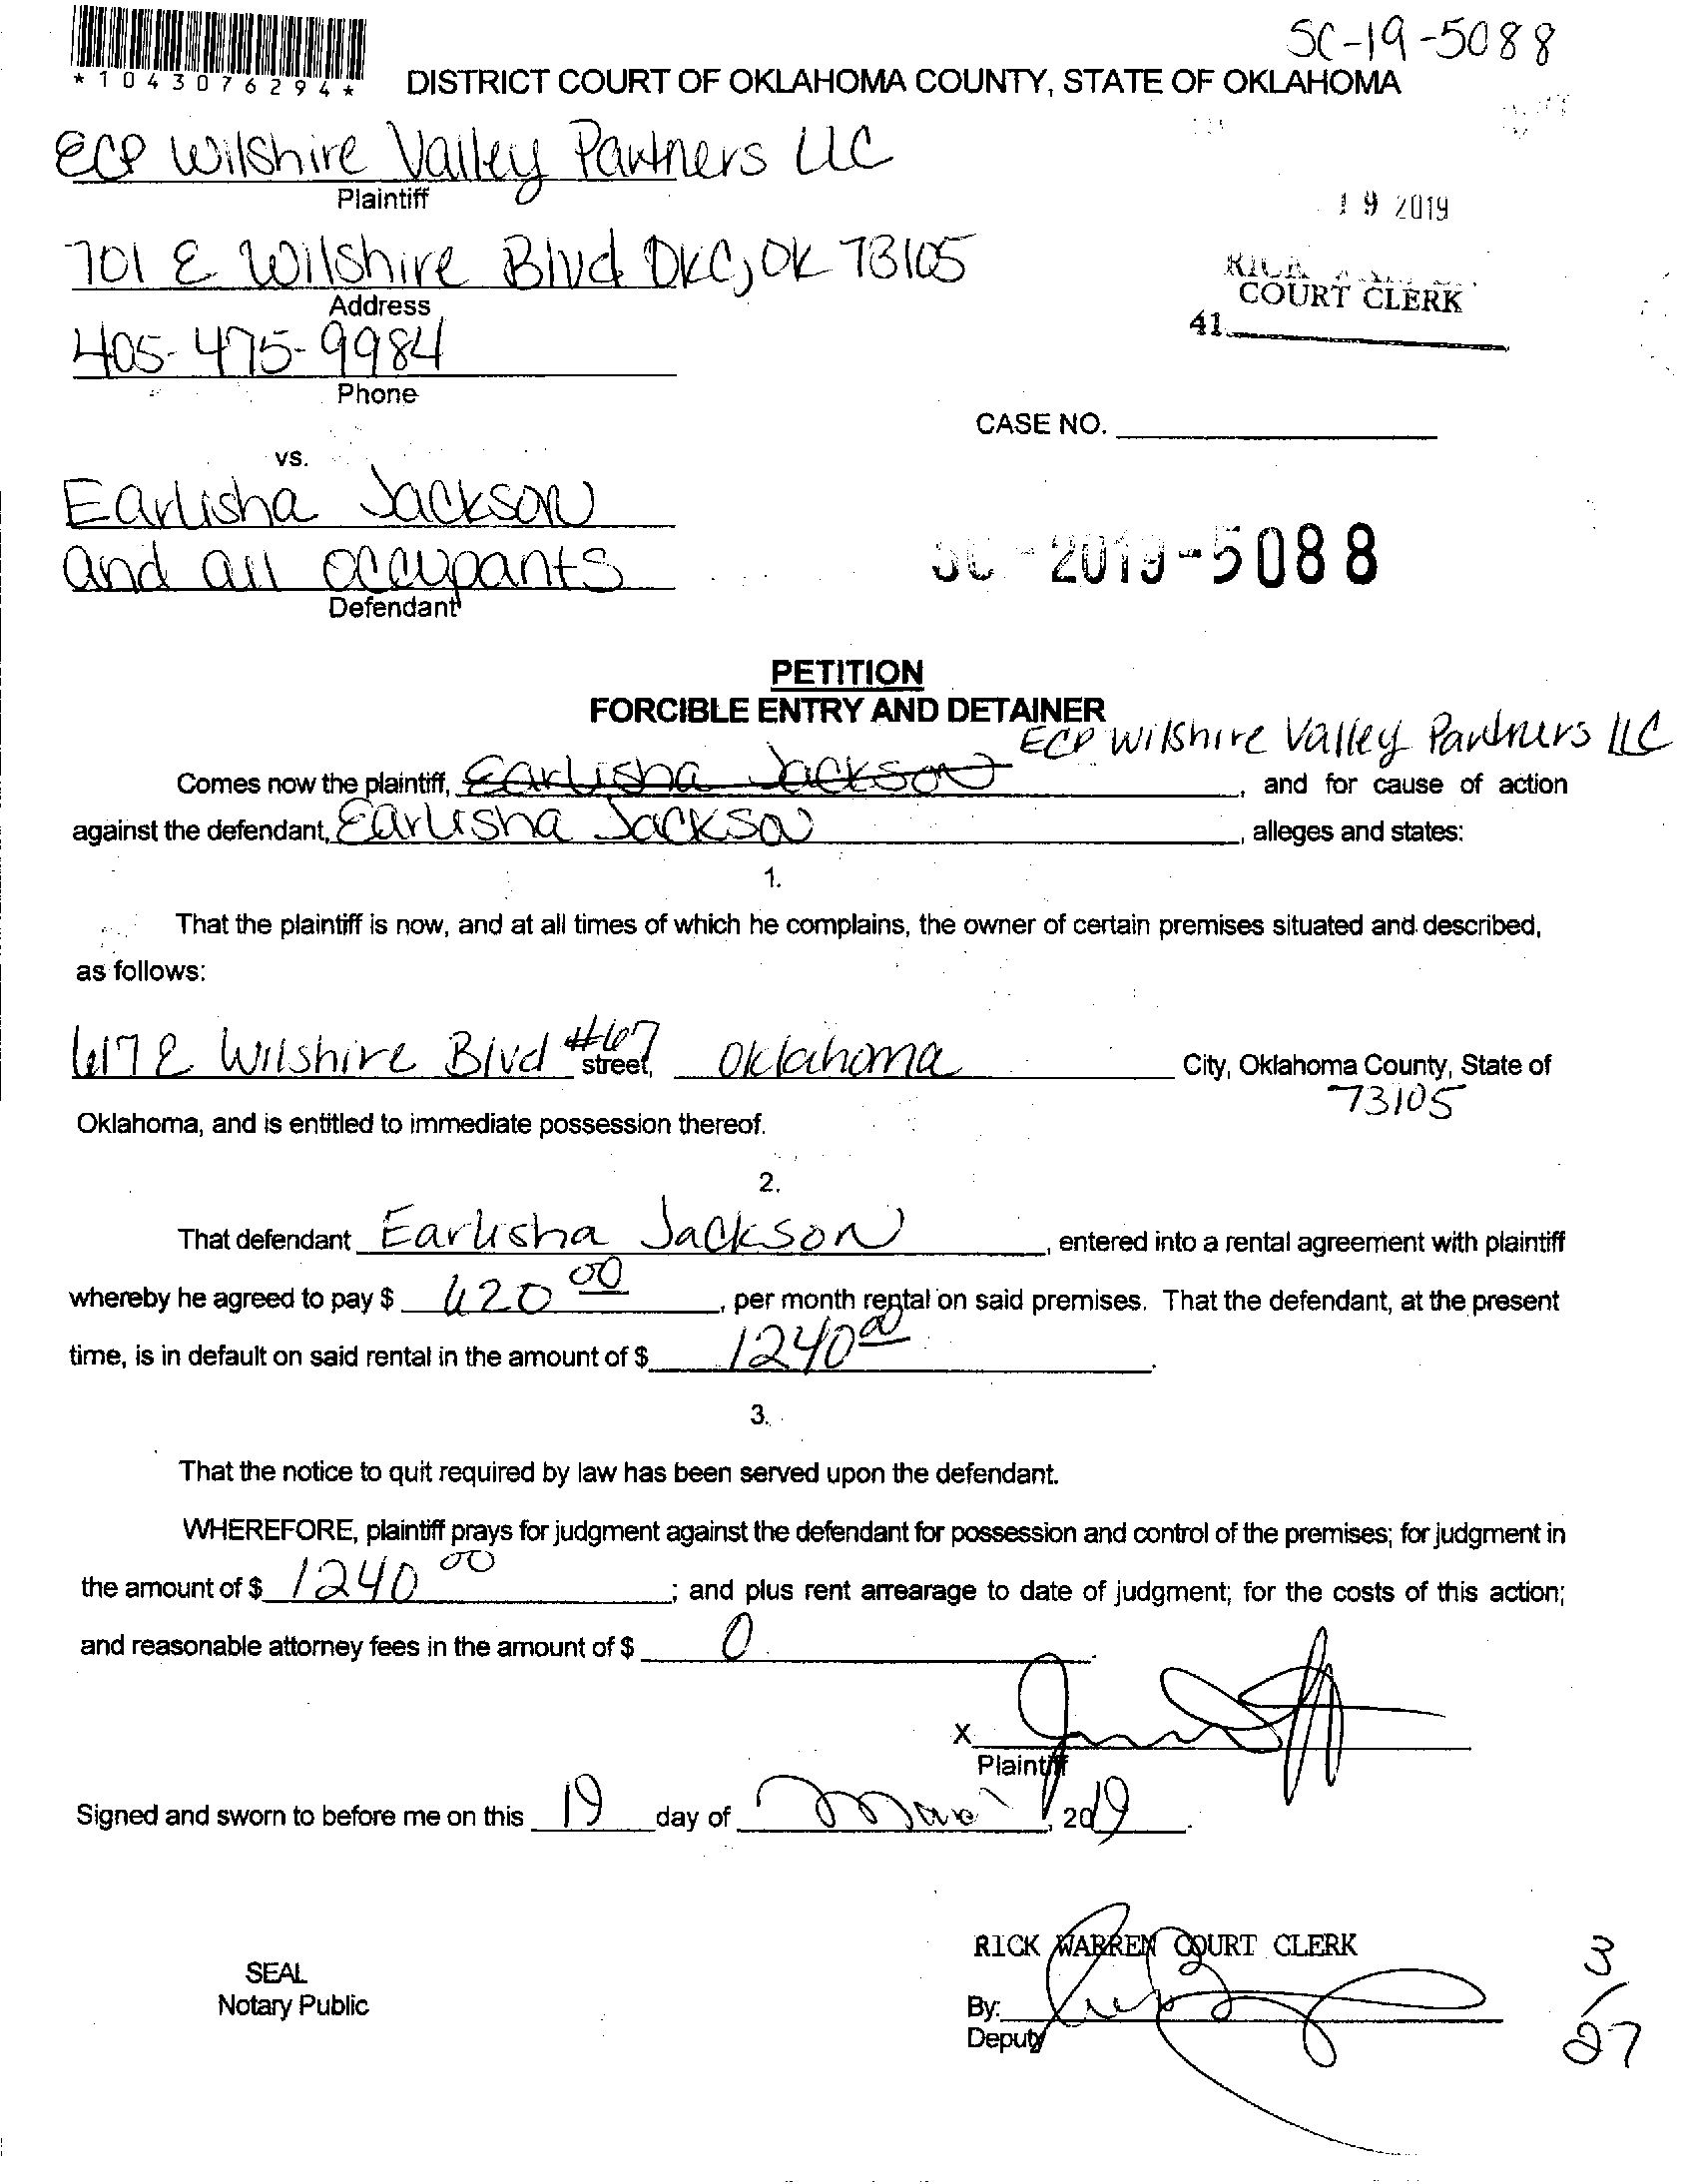 SC-19-5088
*1043076294*
DISTRICT COURT OF OKLAHOMA COUNTY, STATE OF OKLAHOMA
ECP Wilshire Valley Partners LLC
Plaintiff
19 2019
701 E Wilshire Blvd OKC, OK 73105
Address
RICK
COURT CLERK
41
405-475-9984
Phone
CASE NO.
vs.
Earlisha Jackson
and all occupants
Defendant
SC-2019-5088
PETITION
FORCIBLE ENTRY AND DETAINER
ECP Wilshire Valley Partners LLC
Comes now the plaintiff, Earlisha Jackson, and for cause of action
against the defendant, Earlisha Jackson, alleges and states:
1.
That the plaintiff is now, and at all times of which he complains, the owner of certain premises situated and described,
as follows:
617 E Wilshire Blvd #67 street, Oklahoma City, Oklahoma County, State of
73105
Oklahoma, and is entitled to immediate possession thereof.
2.
That defendant Earlisha Jackson, entered into a rental agreement with plaintiff
whereby he agreed to pay $ 620 00, per month rental on said premises. That the defendant, at the present
time, is in default on said rental in the amount of $ 1240 00.
3.
That the notice to quit required by law has been served upon the defendant.
WHEREFORE, plaintiff prays for judgment against the defendant for possession and control of the premises; for judgment in
the amount of $ 1240 00; and plus rent arrearage to date of judgment; for the costs of this action;
and reasonable attorney fees in the amount of $ 0.
X
Plaintiff
Signed and sworn to before me on this 19 day of Mar, 2019.
RICK WARREN COURT CLERK
SEAL
Notary Public
By:
Deputy
3/27